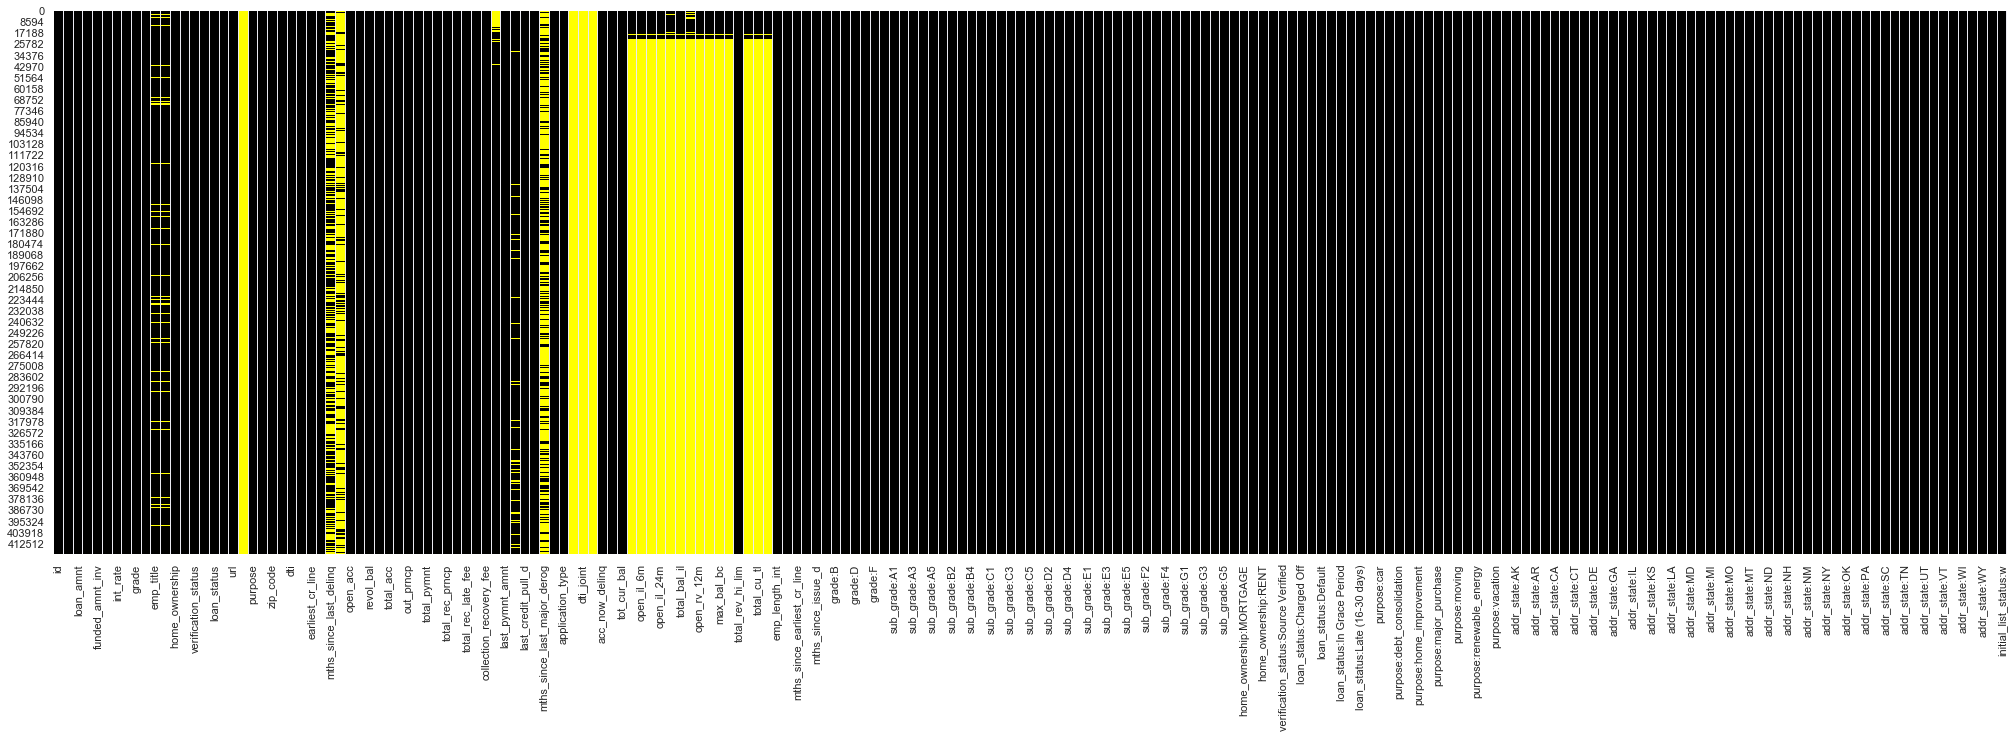 0
8594
17188
25782
34376
42970
51564
60158
68752
77346
85940
94534
103128
111722
120316
128910
137504
146098
154692
163286
171880
180474
189068
197662
206256
214850
223444
232038
240632
249226
257820
266414
275008
283602
292196
300790
309384
317978
326572
335166
343760
352354
360948
369542
378136
386730
395324
403918
412512
id
loan_amnt
funded_amnt_inv
int_rate
grade
emp_title
home_ownership
verification_status
loan_status
url
purpose
zip_code
dti
earliest_cr_line
mths_since_last_delinq
open_acc
revol_bal
total_acc
out_prncp
total_pymnt
total_rec_prncp
total_rec_late_fee
collection_recovery_fee
last_pymnt_amnt
last_credit_pull_d
mths_since_last_major_derog
application_type
dti_joint
acc_now_delinq
tot_cur_bal
open_il_6m
open_il_24m
total_bal_il
open_rv_12m
max_bal_bc
total_rev_hi_lim
total_cu_tl
emp_length_int
mths_since_earliest_cr_line
mths_since_issue_d
grade:B
grade:D
grade:F
sub_grade:A1
sub_grade:A3
sub_grade:A5
sub_grade:B2
sub_grade:B4
sub_grade:C1
sub_grade:C3
sub_grade:C5
sub_grade:D2
sub_grade:D4
sub_grade:E1
sub_grade:E3
sub_grade:E5
sub_grade:F2
sub_grade:F4
sub_grade:G1
sub_grade:G3
sub_grade:G5
home_ownership:MORTGAGE
home_ownership:RENT
verification_status:Source Verified
loan_status:Charged Off
loan_status:Default
loan_status:In Grace Period
loan_status:Late (16-30 days)
purpose:car
purpose:debt_consolidation
purpose:home_improvement
purpose:major_purchase
purpose:moving
purpose:renewable_energy
purpose:vacation
addr_state:AK
addr_state:AR
addr_state:CA
addr_state:CT
addr_state:DE
addr_state:GA
addr_state:IL
addr_state:KS
addr_state:LA
addr_state:MD
addr_state:MI
addr_state:MO
addr_state:MT
addr_state:ND
addr_state:NH
addr_state:NM
addr_state:NY
addr_state:OK
addr_state:PA
addr_state:SC
addr_state:TN
addr_state:UT
addr_state:VT
addr_state:WI
addr_state:WY
initial_list_status:w